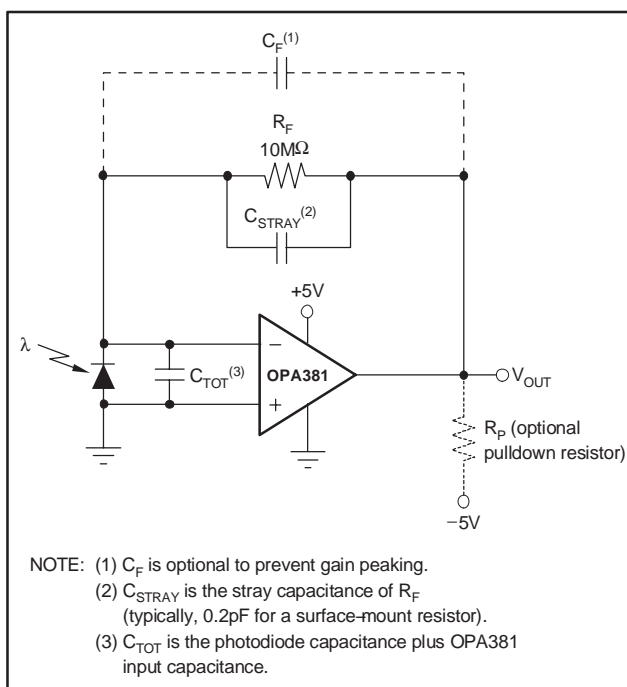 C_F(1)
R_F
10MΩ
C_STRAY(2)
+5V
λ
−
C_TOT(3)
OPA381
+
V_OUT
R_P (optional
pulldown resistor)
−5V
NOTE: (1) C_F is optional to prevent gain peaking.
(2) C_STRAY is the stray capacitance of R_F
(typically, 0.2pF for a surface−mount resistor).
(3) C_TOT is the photodiode capacitance plus OPA381
input capacitance.